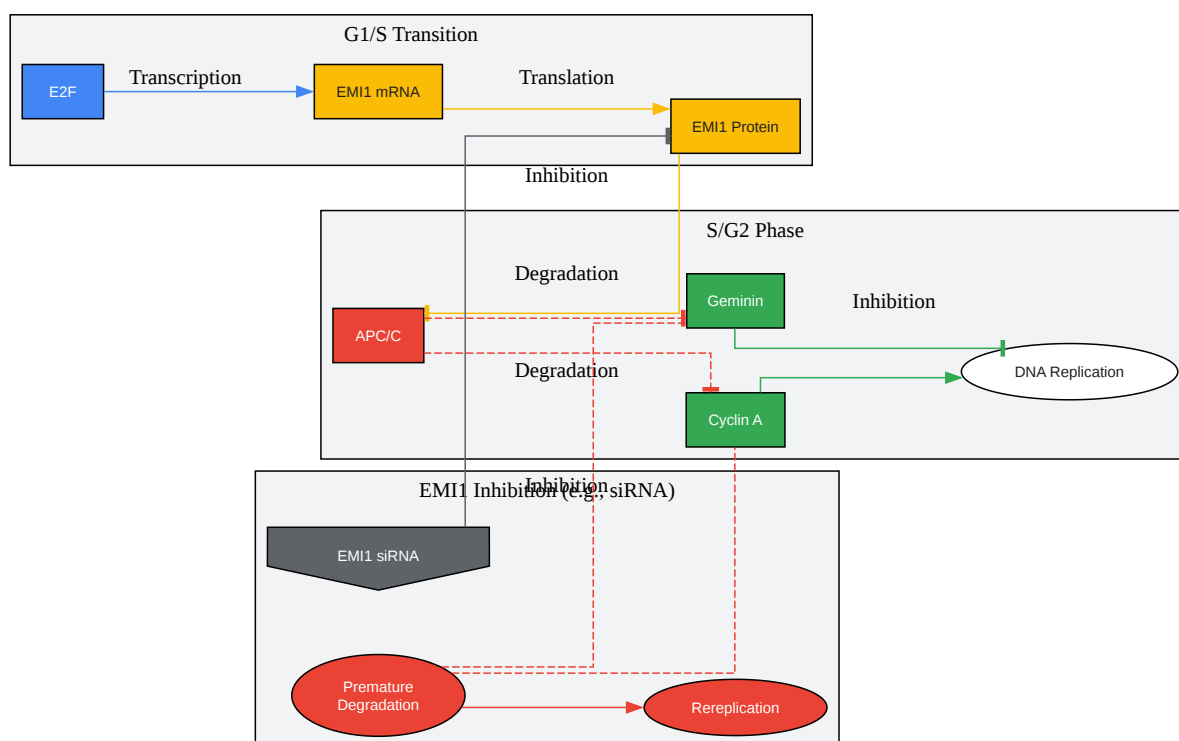 G1/S Transition
E2F
Transcription
EMI1 mRNA
Translation
EMI1 Protein
Inhibition
S/G2 Phase
Degradation
Geminin
Inhibition
APC/C
Degradation
DNA Replication
Cyclin A
Inhibition
EMI1 Inhibition (e.g., siRNA)
EMI1 siRNA
Premature
Degradation
Rereplication